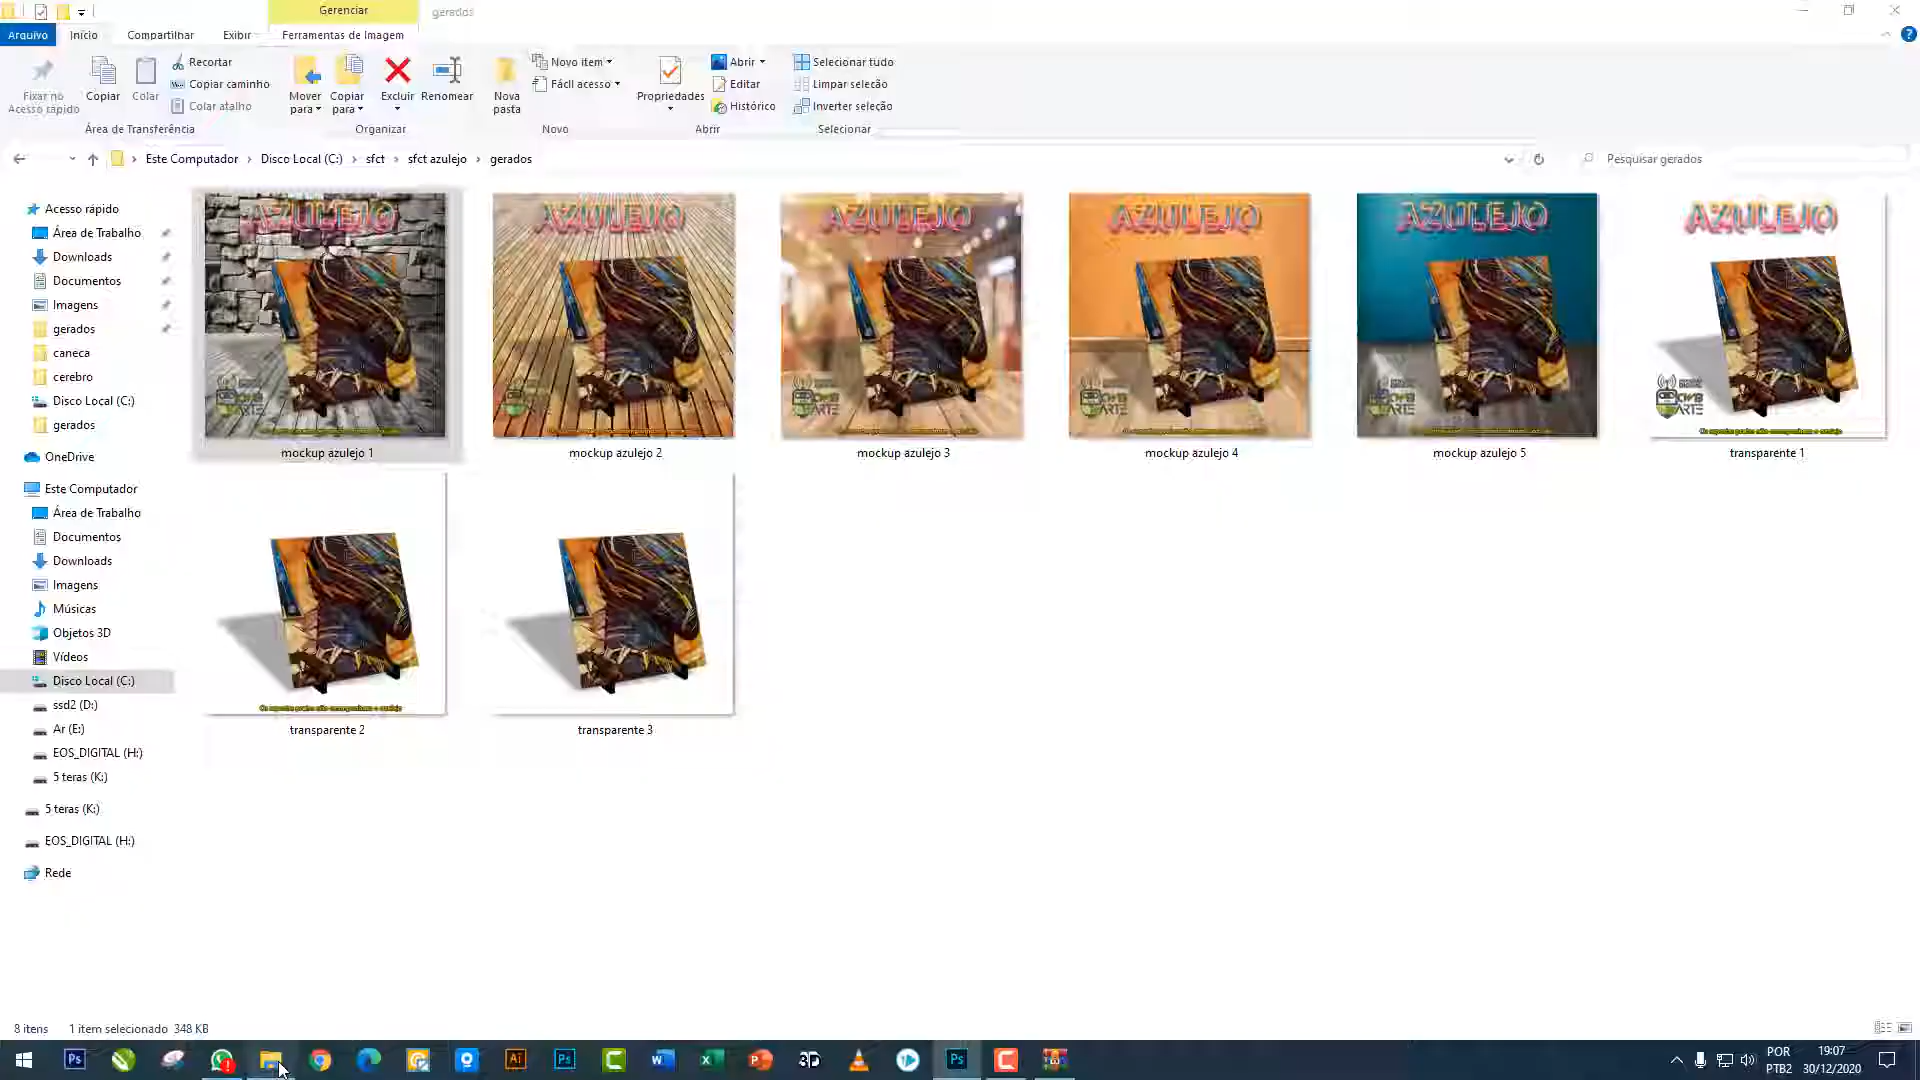 Gerenciar
gerados
Arquivo
Início
Compartilhar
Exibir
Ferramentas de Imagem
Fixar no
Acesso rápido
Copiar
Colar
Recortar
Copiar caminho
Colar atalho
Área de Transferência
Mover
para
Copiar
para
Excluir
Renomear
Organizar
Nova
pasta
Novo item
Fácil acesso
Novo
Propriedades
Abrir
Editar
Histórico
Abrir
Selecionar tudo
Limpar seleção
Inverter seleção
Selecionar
Este Computador
Disco Local (C:)
sfct
sfct azulejo
gerados
Pesquisar gerados
Acesso rápido
Área de Trabalho
Downloads
Documentos
Imagens
gerados
caneca
cerebro
Disco Local (C:)
gerados
OneDrive
Este Computador
Área de Trabalho
Documentos
Downloads
Imagens
Músicas
Objetos 3D
Vídeos
Disco Local (C:)
ssd2 (D:)
Ar (E:)
EOS_DIGITAL (H:)
5 teras (K:)
5 teras (K:)
EOS_DIGITAL (H:)
Rede
AZULEJO
AZULEJO
AZULEJO
AZULEJO
AZULEJO
AZULEJO
mockup azulejo 1
mockup azulejo 2
mockup azulejo 3
mockup azulejo 4
mockup azulejo 5
transparente 1
transparente 2
transparente 3
8 itens
1 item selecionado 348 KB
Ps
Ai
Ps
Ps
POR
PTB2
19:07
30/12/2020